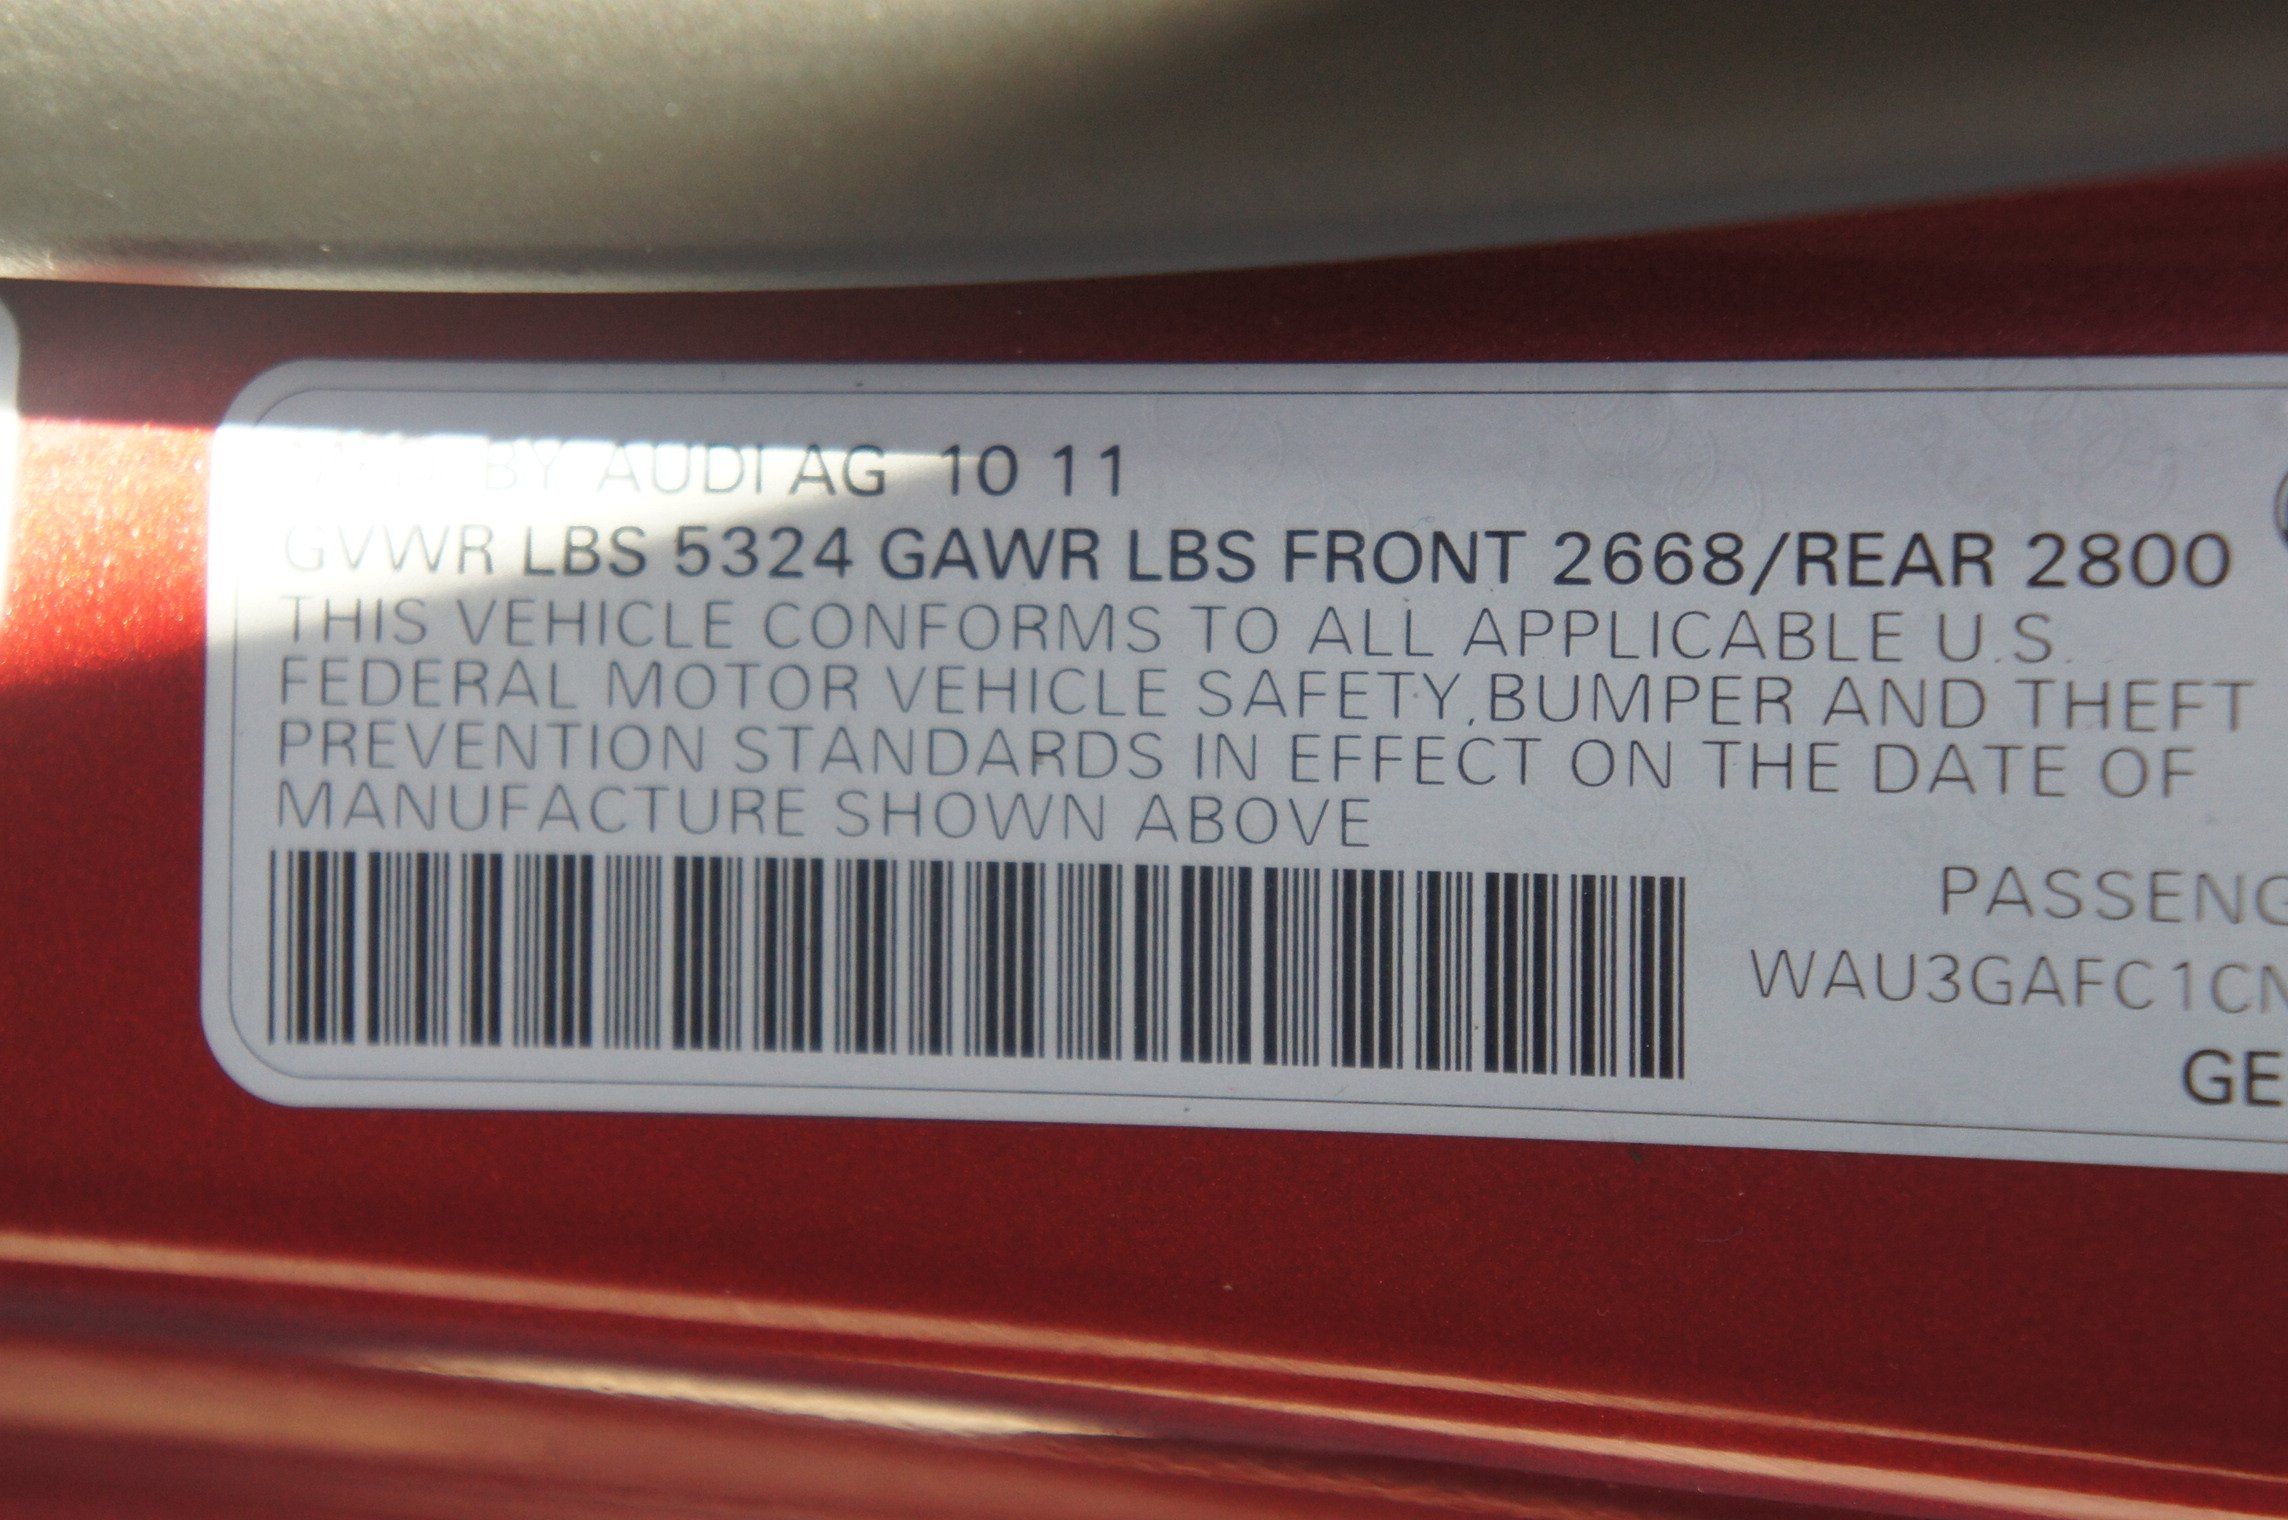 BY AUDI AG 10 11
GVWR LBS 5324 GAWR LBS FRONT 2668/REAR 2800
THIS VEHICLE CONFORMS TO ALL APPLICABLE U.S.
FEDERAL MOTOR VEHICLE SAFETY,BUMPER AND THEFT
PREVENTION STANDARDS IN EFFECT ON THE DATE OF
MANUFACTURE SHOWN ABOVE
PASSENG
WAU3GAFC1CN
GE